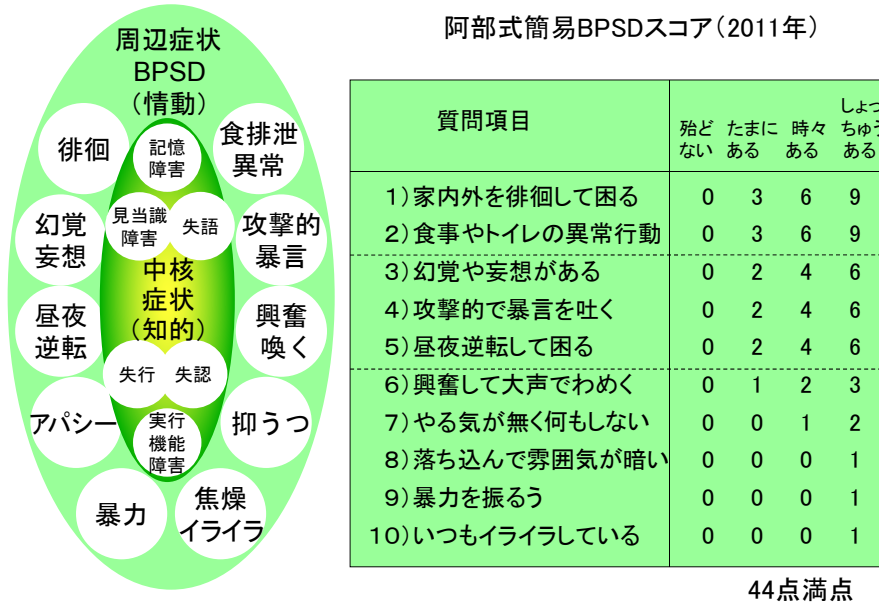 周辺症状
BPSD
(情動)
徘徊
記憶
障害
食排泄
異常
幻覚
妄想
見当識
障害
失語
攻撃的
暴言
中核
症状
(知的)
昼夜
逆転
興奮
喚く
失行
失認
アパシー
実行
機能
障害
抑うつ
暴力
焦燥
イライラ
阿部式簡易BPSDスコア(2011年)
質問項目
殆ど
ない
たまに
ある
時々
ある
しょっ
ちゅう
ある
1)家内外を徘徊して困る 0 3 6 9
2)食事やトイレの異常行動 0 3 6 9
3)幻覚や妄想がある 0 2 4 6
4)攻撃的で暴言を吐く 0 2 4 6
5)昼夜逆転して困る 0 2 4 6
6)興奮して大声でわめく 0 1 2 3
7)やる気が無く何もしない 0 0 1 2
8)落ち込んで雰囲気が暗い 0 0 0 1
9)暴力を振るう 0 0 0 1
10)いつもイライラしている 0 0 0 1
44点満点